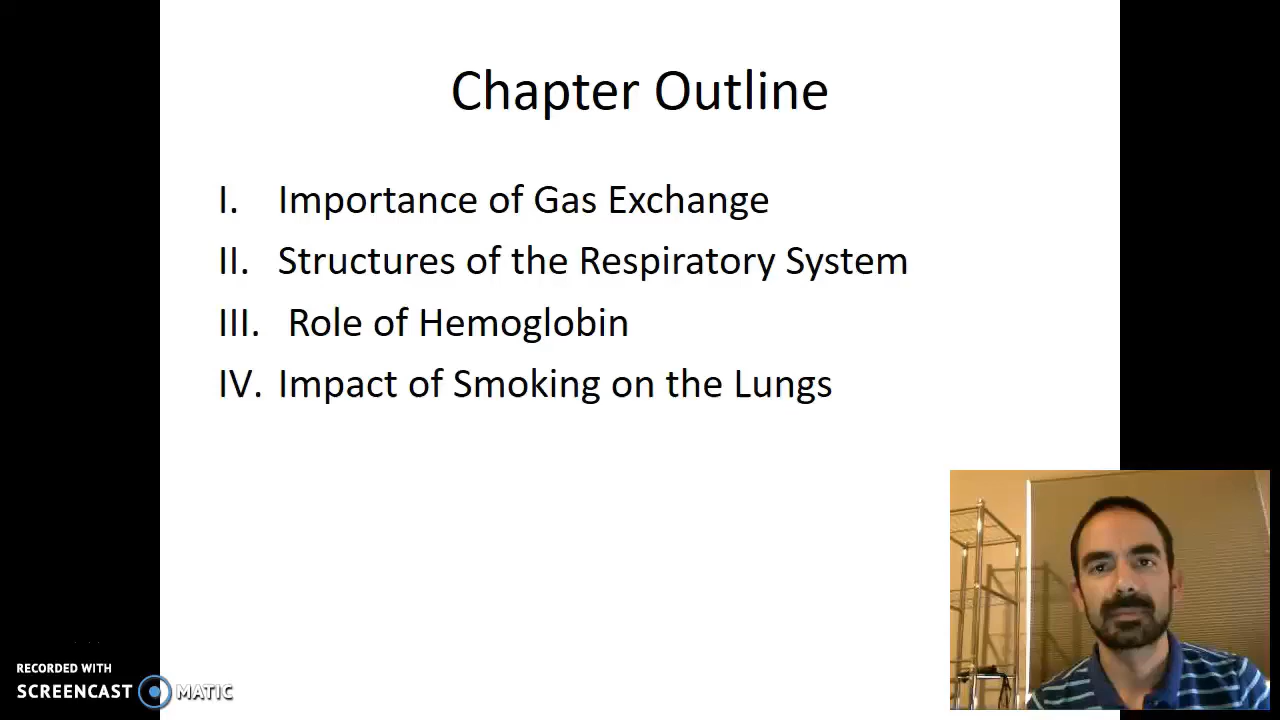 Chapter Outline
I. Importance of Gas Exchange
II. Structures of the Respiratory System
III. Role of Hemoglobin
IV. Impact of Smoking on the Lungs
RECORDED WITH
SCREENCAST MATIC